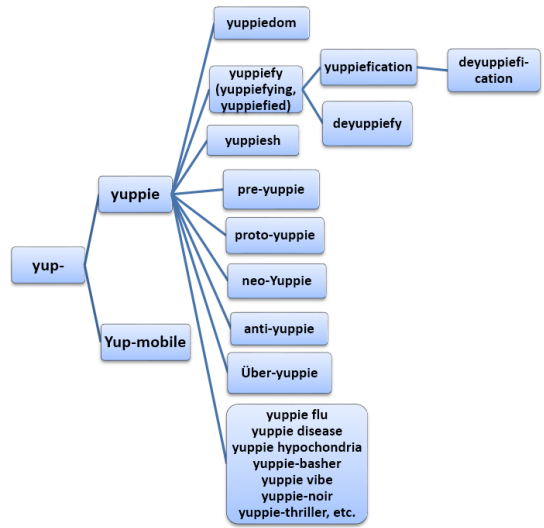 yuppiedom
yuppiefy
(yuppiefying,
yuppiefied)
yuppiefication
deyuppiefi-
cation
deyuppiefy
yuppiesh
yuppie
pre-yuppie
proto-yuppie
yup-
neo-Yuppie
anti-yuppie
Yup-mobile
Über-yuppie
yuppie flu
yuppie disease
yuppie hypochondria
yuppie-basher
yuppie vibe
yuppie-noir
yuppie-thriller, etc.